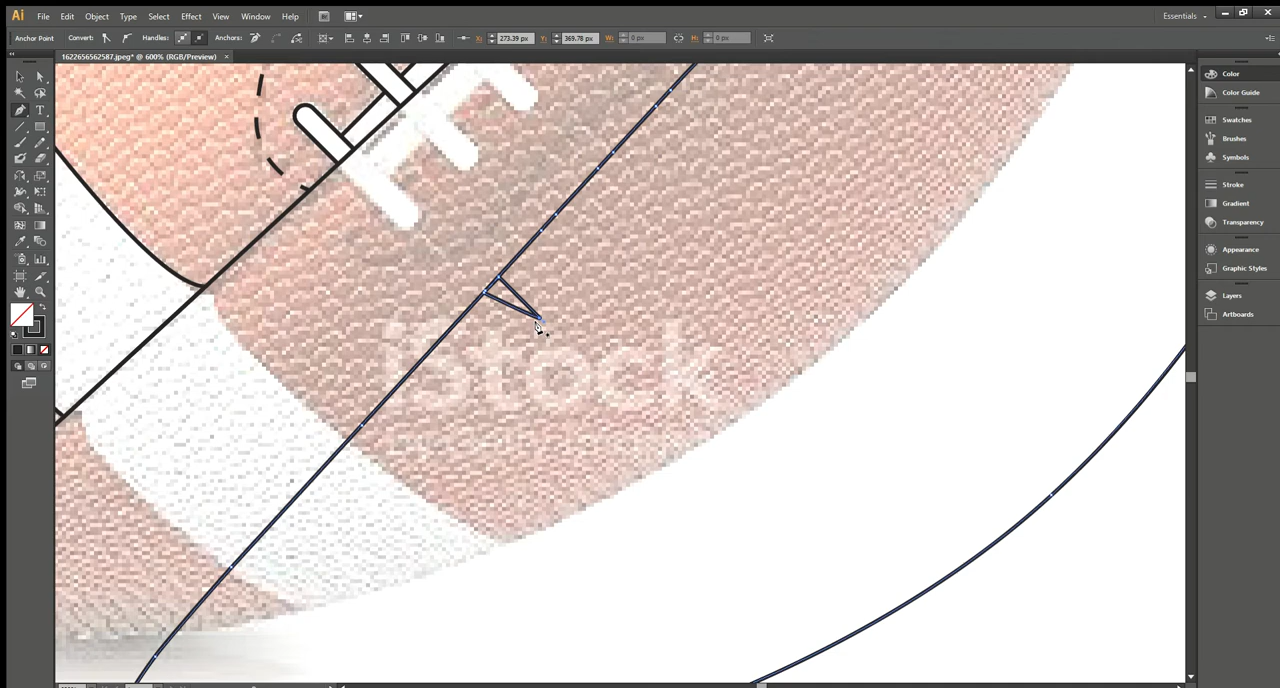 Ai File Edit Object Type Select Effect View Window Help Br Essentials
Anchor Point Convert: Handles: Anchors: X: 273.39 px Y: 369.78 px W: 0 px H: 0 px
1622656562587.jpeg* @ 600% (RGB/Preview) ×
Color
Color Guide
Swatches
Brushes
Symbols
Stroke
Gradient
Transparency
Appearance
Graphic Styles
Layers
Artboards
iStock